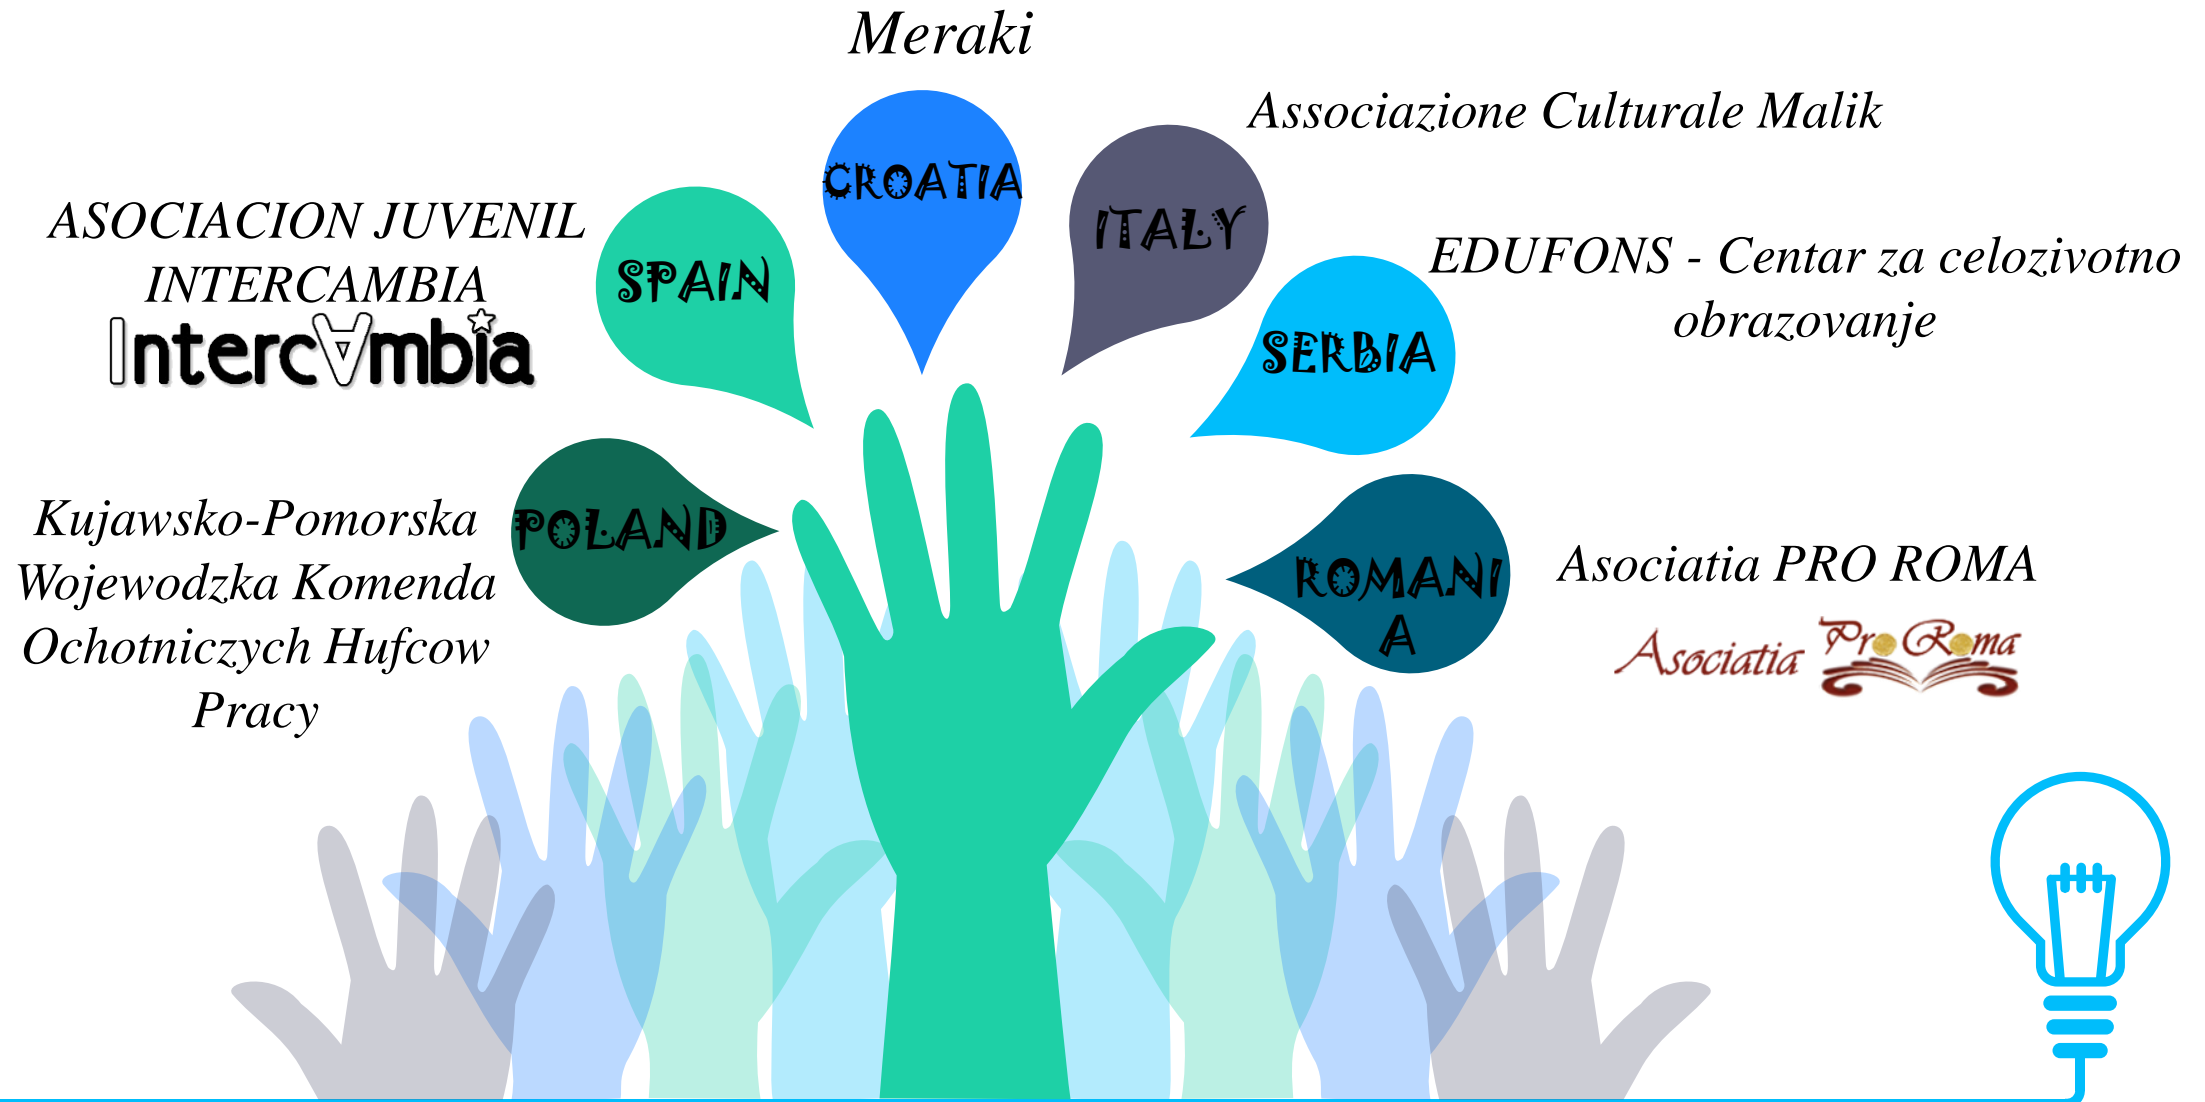 Meraki
CROATIA
Associazione Culturale Malik
ITALY
ASOCIACION JUVENIL
INTERCAMBIA
IntercAmbia
SPAIN
EDUFONS - Centar za celozivotno
obrazovanje
SERBIA
Kujawsko-Pomorska
Wojewodzka Komenda
Ochotniczych Hufcow
Pracy
POLAND
ROMANI
A
Asociatia PRO ROMA
Asociatia Pro Roma